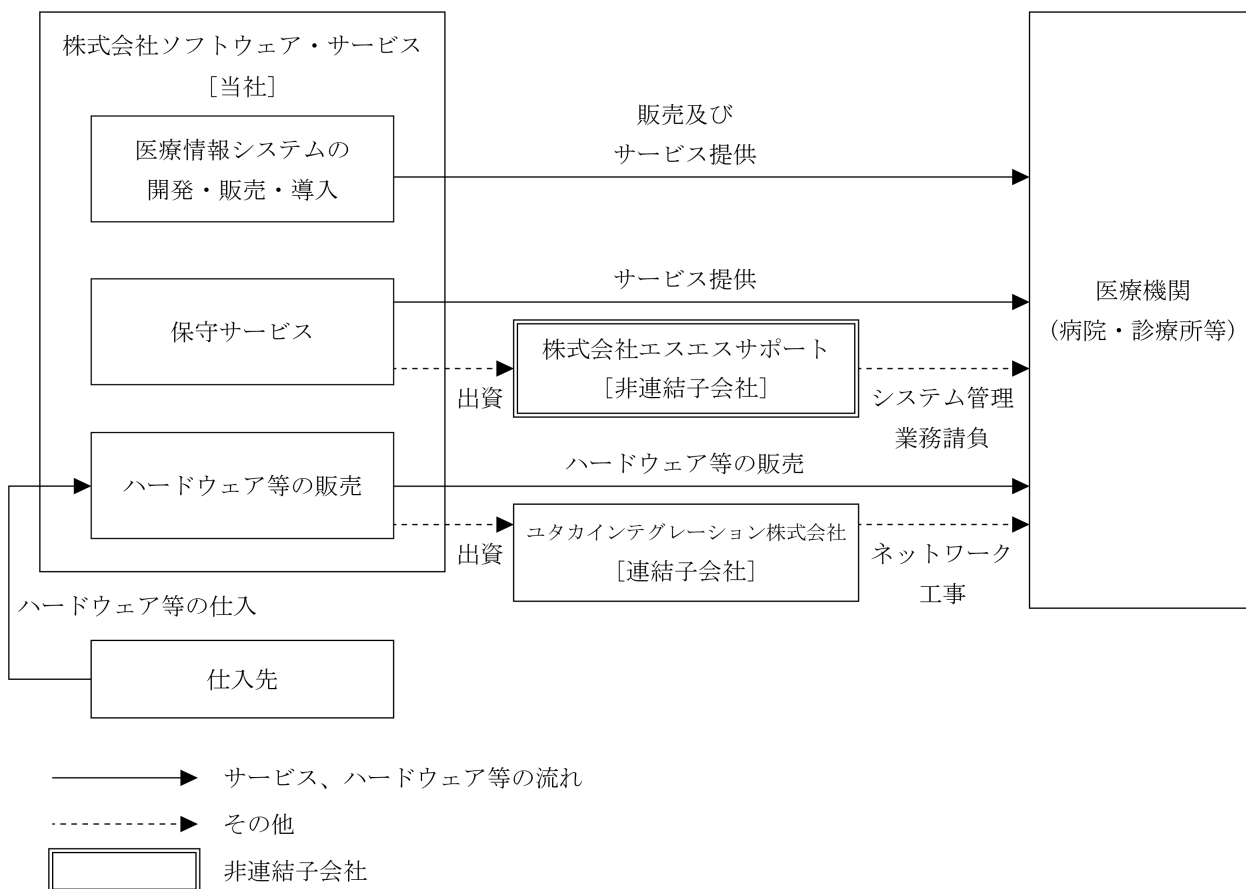 株式会社ソフトウェア・サービス
[当社]
医療情報システムの
開発・販売・導入
販売及び
サービス提供
保守サービス
サービス提供
医療機関
(病院・診療所等)
出資
株式会社エスエスサポート
[非連結子会社]
システム管理
業務請負
ハードウェア等の販売
ハードウェア等の販売
出資
ユタカインテグレーション株式会社
[連結子会社]
ネットワーク
工事
ハードウェア等の仕入
仕入先
サービス、ハードウェア等の流れ
その他
非連結子会社